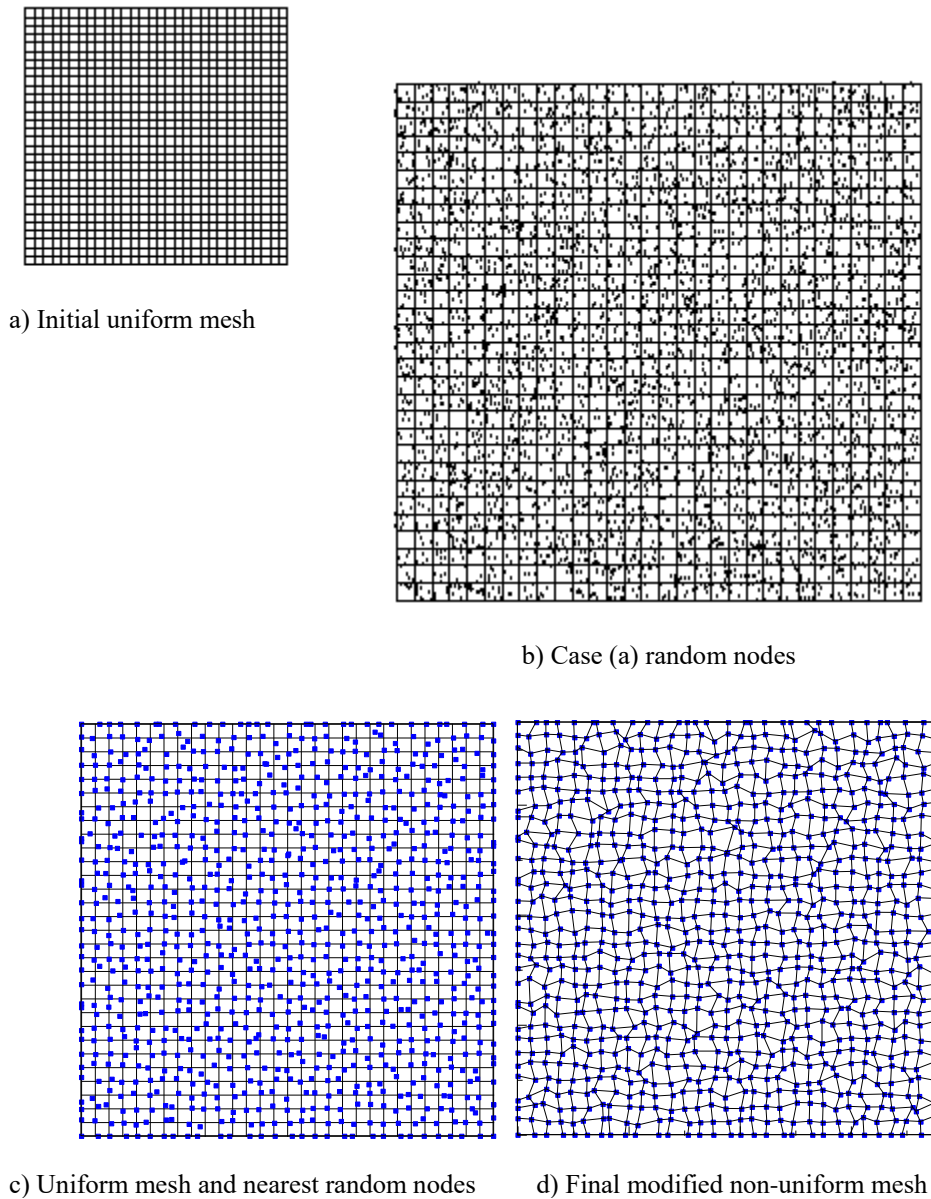 a) Initial uniform mesh
b) Case (a) random nodes
c) Uniform mesh and nearest random nodes
d) Final modified non-uniform mesh